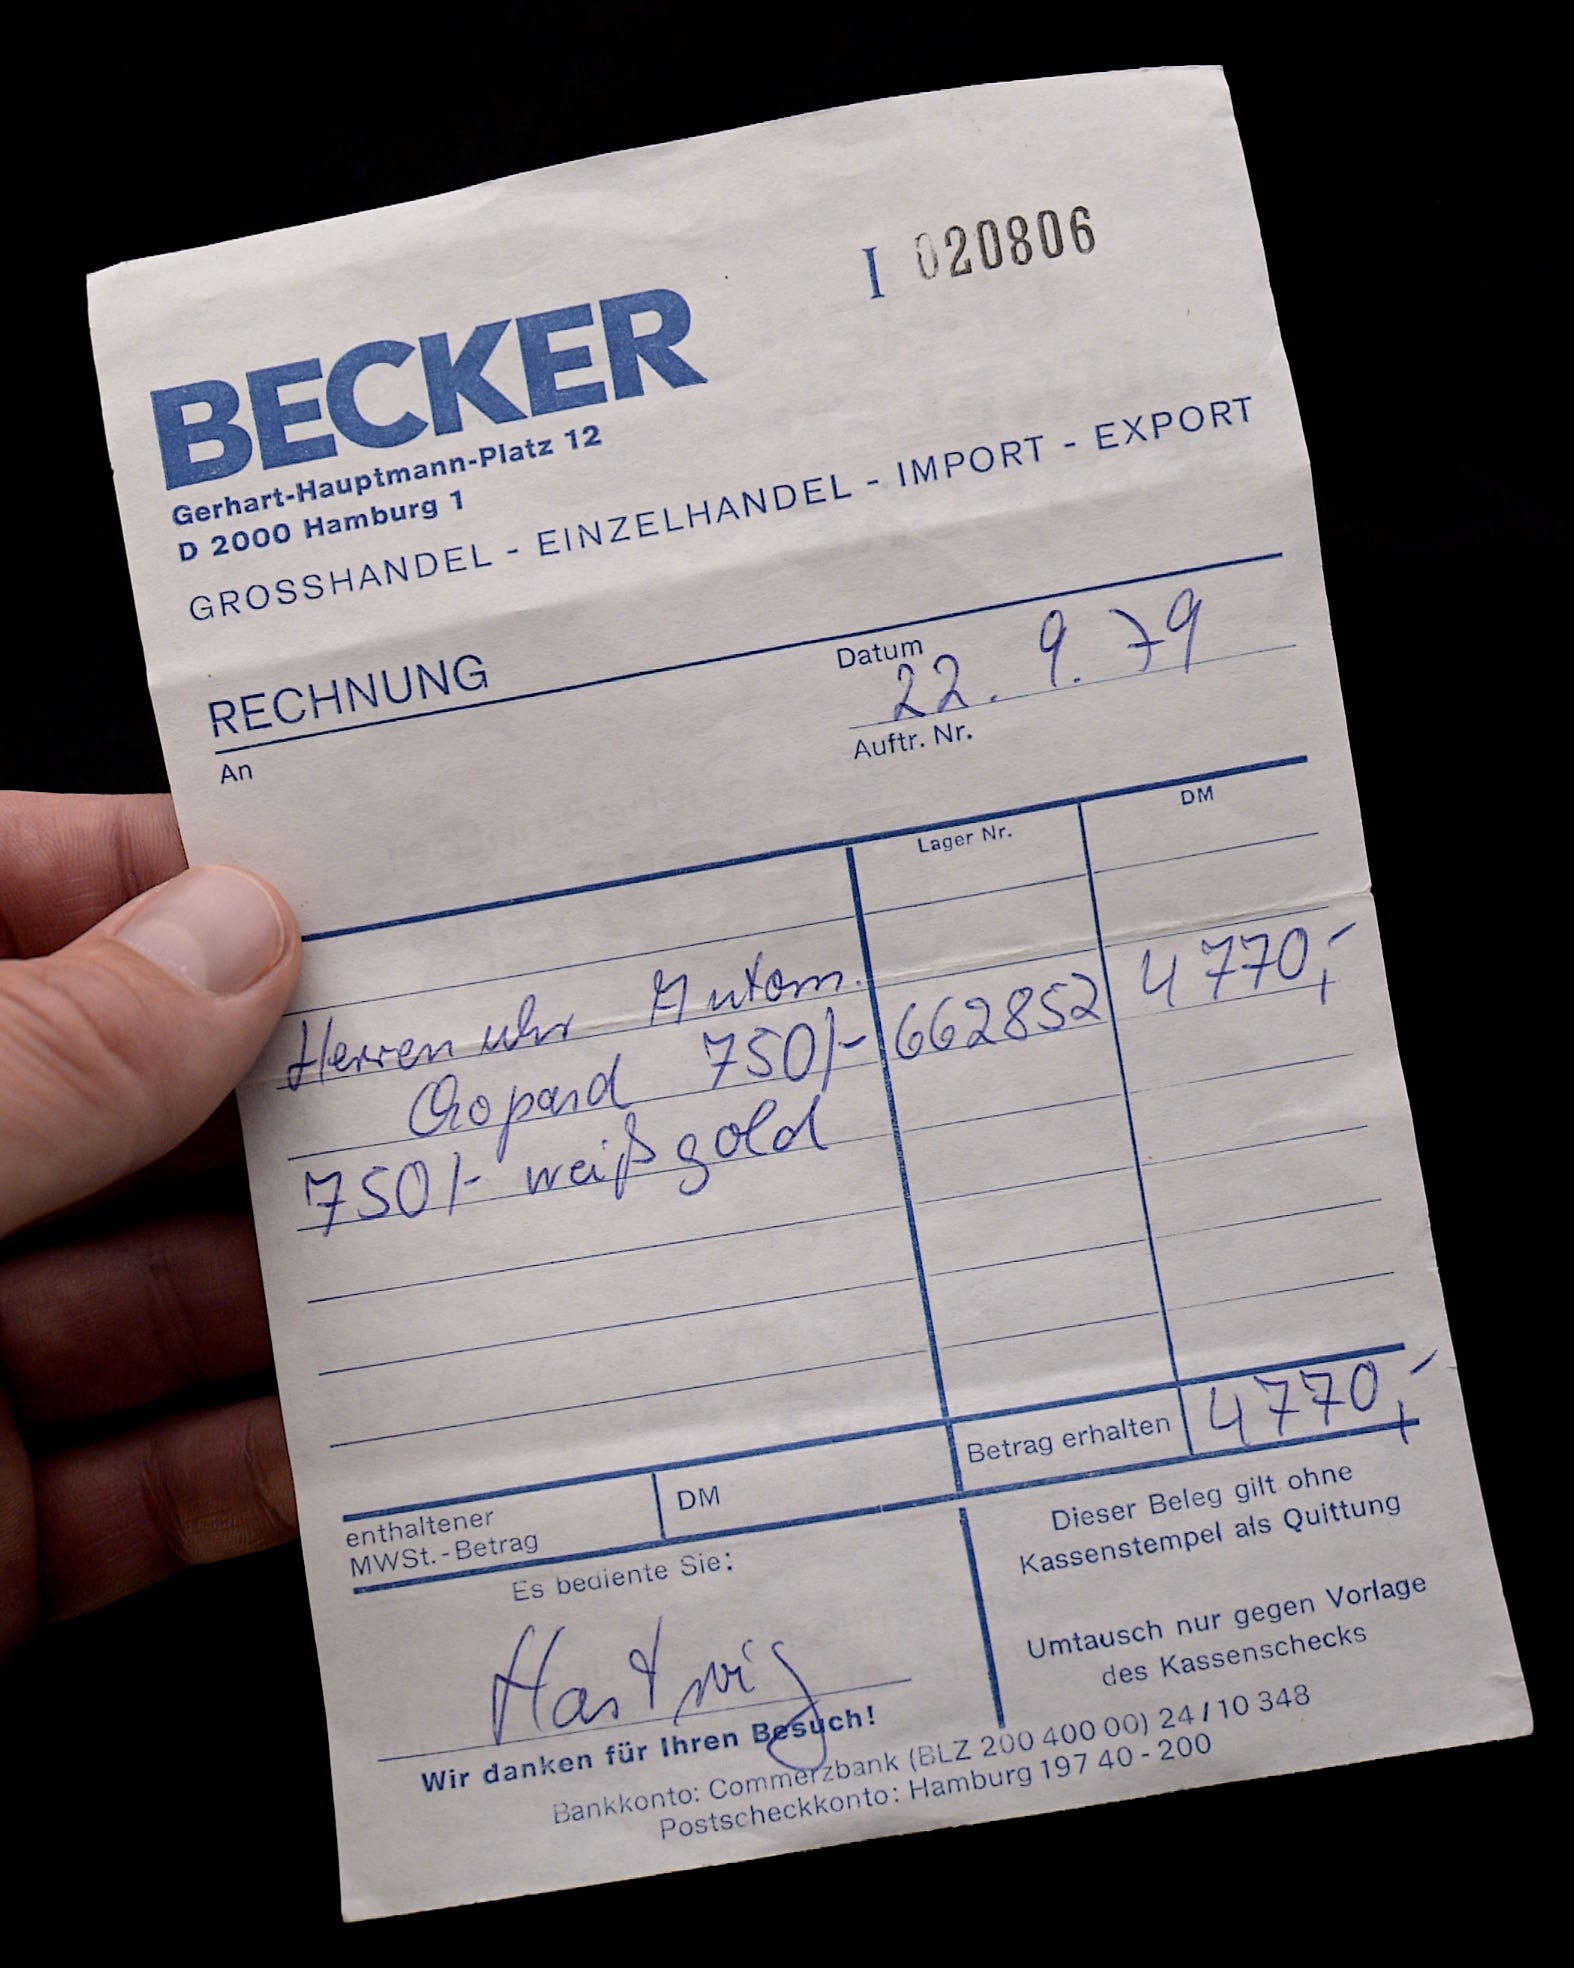 I 020806
BECKER
Gerhart-Hauptmann-Platz 12
D 2000 Hamburg 1
GROSSHANDEL - EINZELHANDEL - IMPORT - EXPORT
RECHNUNG
Datum
22. 9. 79
An
Auftr. Nr.
Lager Nr.
DM
Herrenuhr Autom.
Chopard 750/- 662852 4770,-
750/- weißgold
Betrag erhalten 4770,-
enthaltener
MWSt.-Betrag
DM
Es bediente Sie:
Hartwig
Wir danken für Ihren Besuch!
Dieser Beleg gilt ohne
Kassenstempel als Quittung
Umtausch nur gegen Vorlage
des Kassenschecks
Bankkonto: Commerzbank (BLZ 200 400 00) 24/10 348
Postscheckkonto: Hamburg 197 40-200